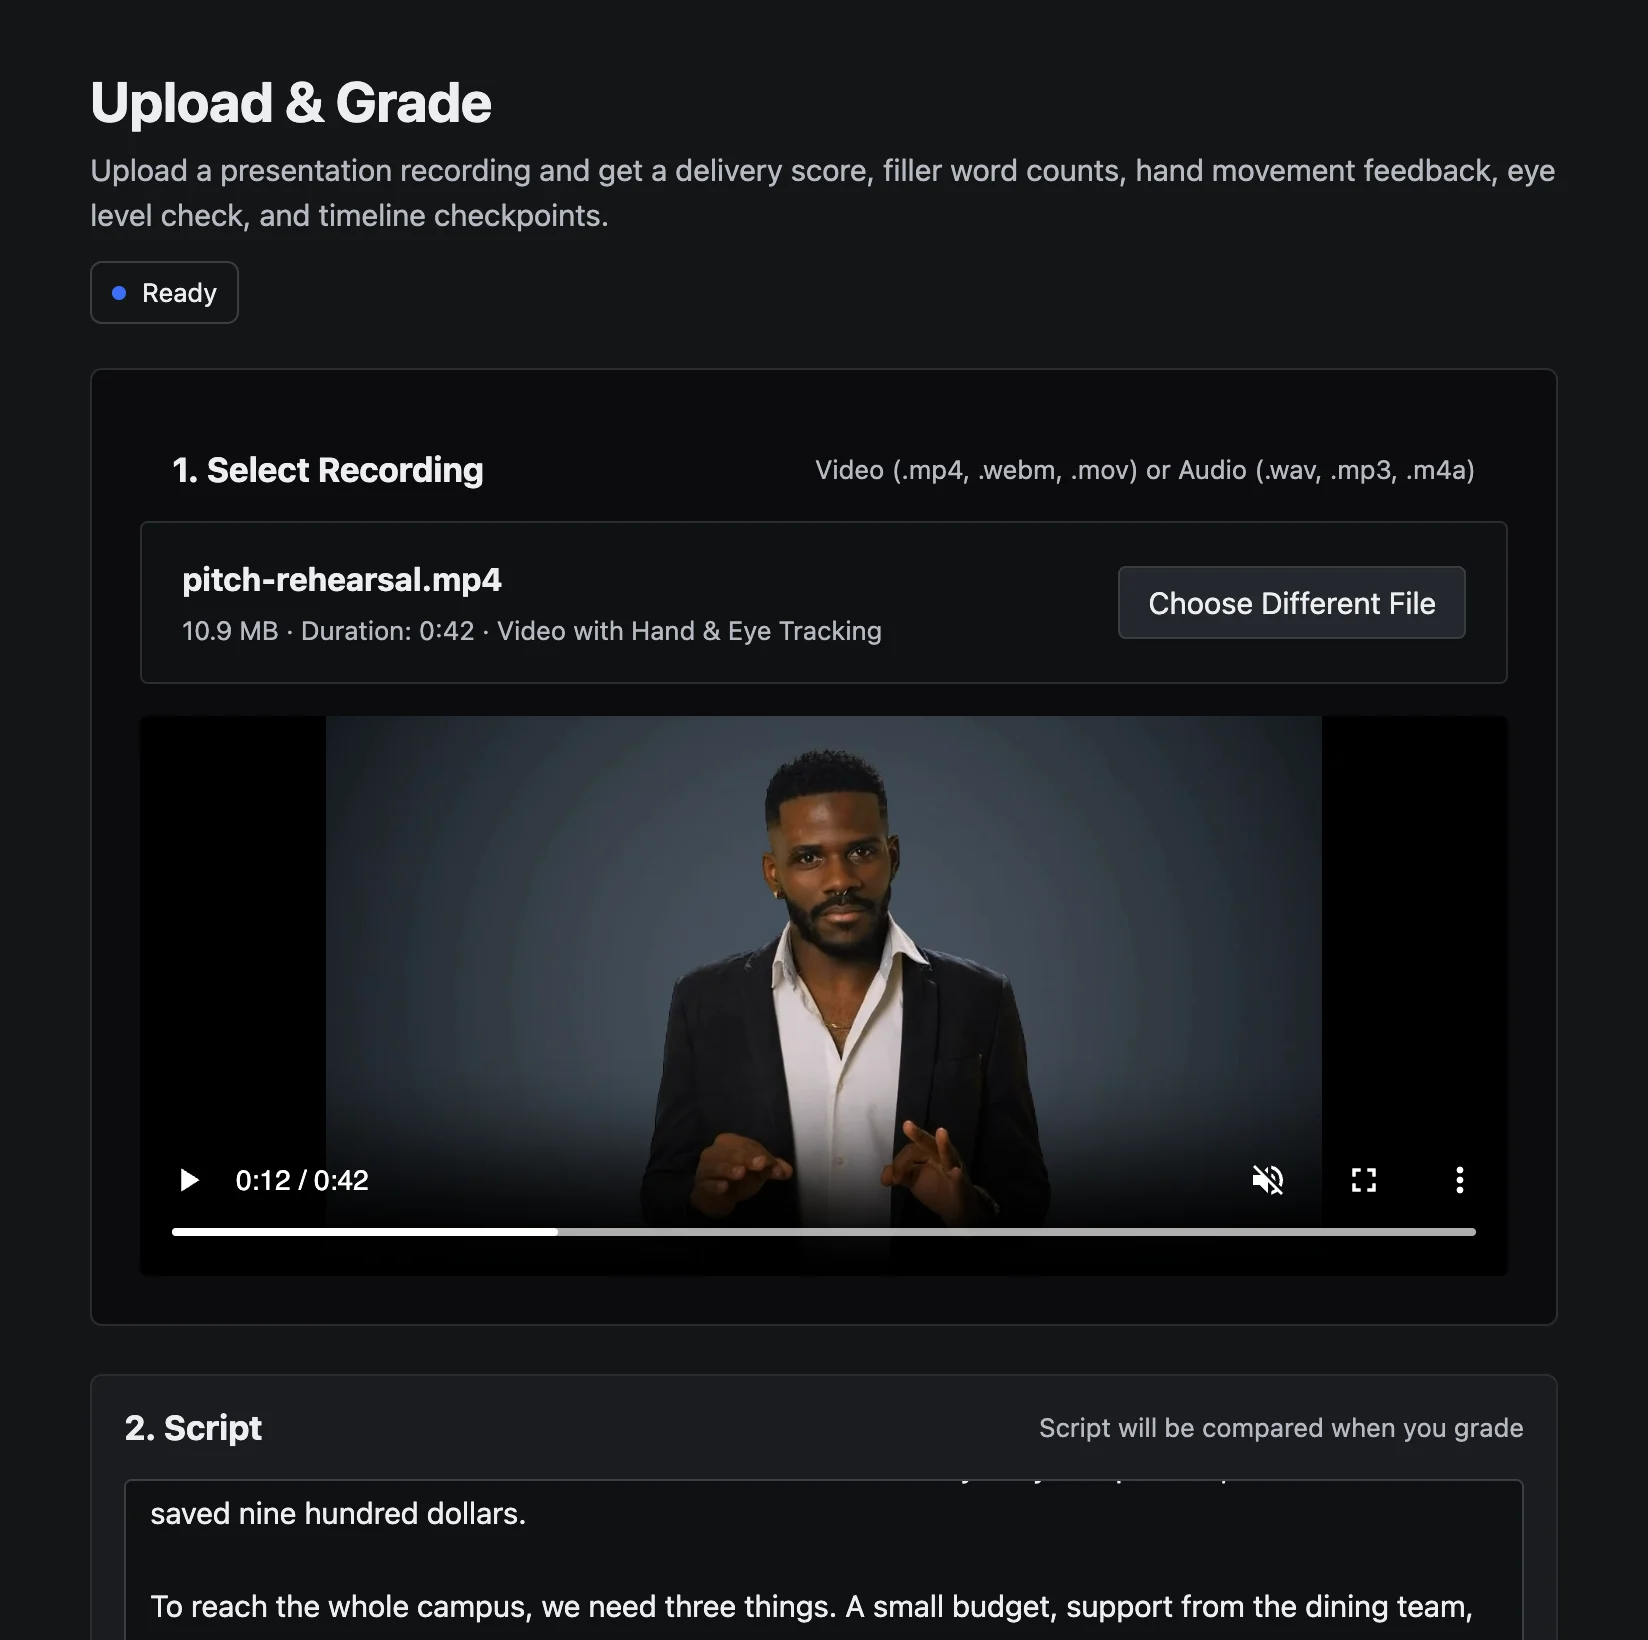 Upload & Grade
Upload a presentation recording and get a delivery score, filler word counts, hand movement feedback, eye
level check, and timeline checkpoints.
Ready
1. Select Recording
Video (.mp4, .webm, .mov) or Audio (.wav, .mp3, .m4a)
pitch-rehearsal.mp4
10.9 MB · Duration: 0:42 · Video with Hand & Eye Tracking
Choose Different File
0:12 / 0:42
2. Script
Script will be compared when you grade
saved nine hundred dollars.
To reach the whole campus, we need three things. A small budget, support from the dining team,